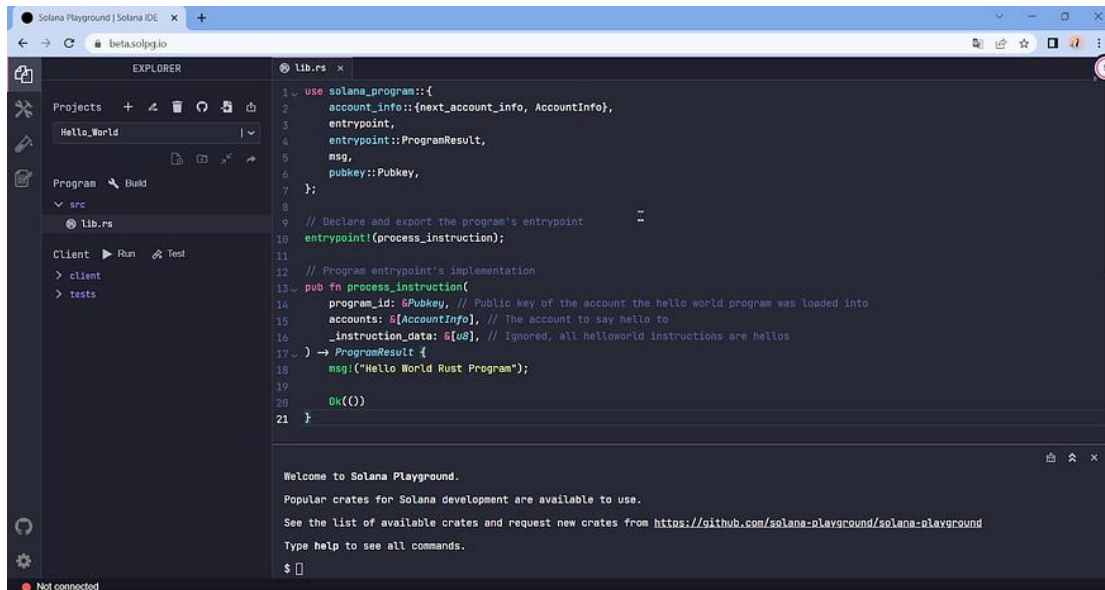 Solana Playground | Solana IDE
beta.solpg.io
EXPLORER
Projects
Hello_World
Program Build
src
lib.rs
Client Run Test
client
tests
lib.rs
1 use solana_program::{
2 account_info::{next_account_info, AccountInfo},
3 entrypoint,
4 entrypoint::ProgramResult,
5 msg,
6 pubkey::Pubkey,
7 };
8
9 // Declare and export the program's entrypoint
10 entrypoint!(process_instruction);
11
12 // Program entrypoint's implementation
13 pub fn process_instruction(
14 program_id: &Pubkey, // Public key of the account the hello world program was loaded into
15 accounts: &[AccountInfo], // The account to say hello to
16 _instruction_data: &[u8], // Ignored, all helloworld instructions are hellos
17 ) → ProgramResult {
18 msg!("Hello World Rust Program");
19
20 Ok(())
21 }
Welcome to Solana Playground.
Popular crates for Solana development are available to use.
See the list of available crates and request new crates from https://github.com/solana-playground/solana-playground
Type help to see all commands.
$
Not connected